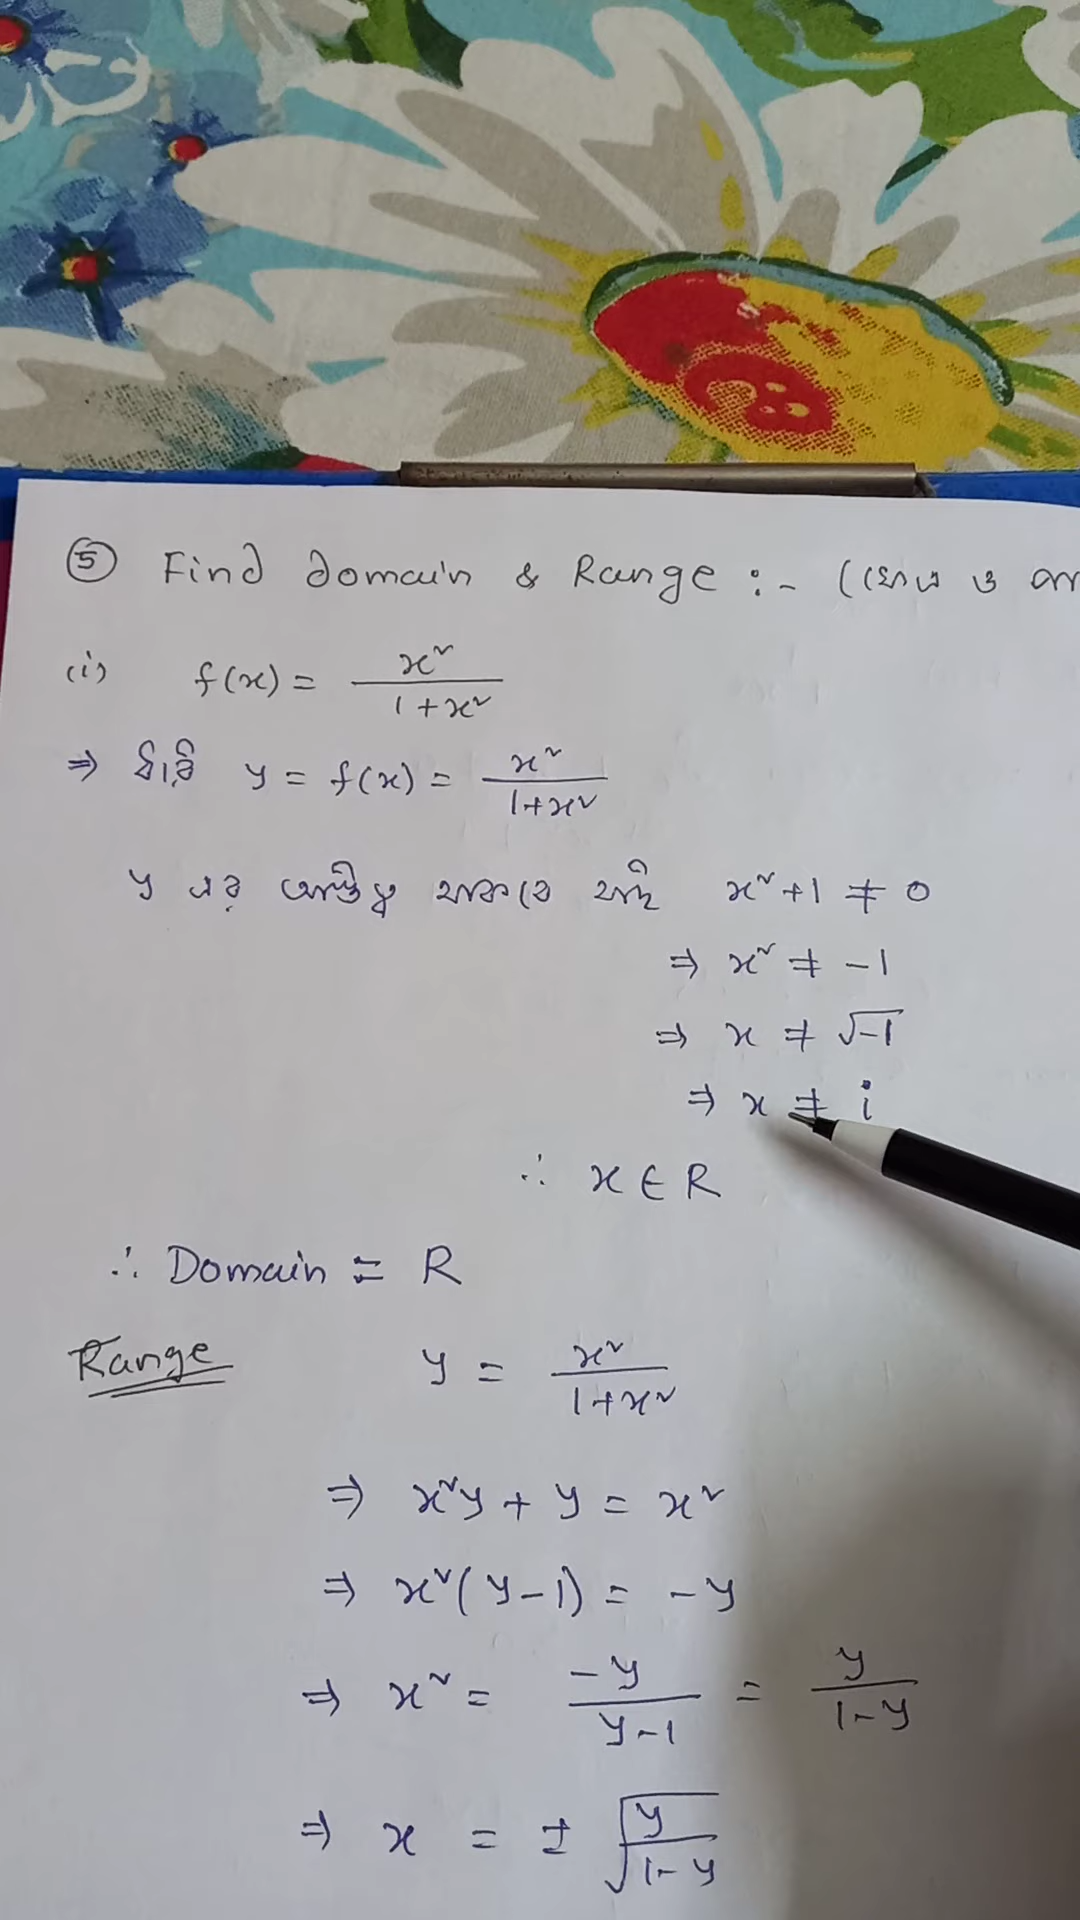 ⑤ Find domain & Range :- (ক্ষেত্র ও
(i) f(x) = x² / 1+x²
⇒ ধরি y = f(x) = x² / 1+x²
y এর অস্তিত্ব থাকবে যদি x²+1 ≠ 0
⇒ x² ≠ -1
⇒ x ≠ √-1
⇒ x ≠ i
∴ x ∈ R
∴ Domain = R
Range y = x² / 1+x²
⇒ x²y + y = x²
⇒ x²(y-1) = -y
⇒ x² = -y / y-1 = y / 1-y
⇒ x = ± √y / 1-y